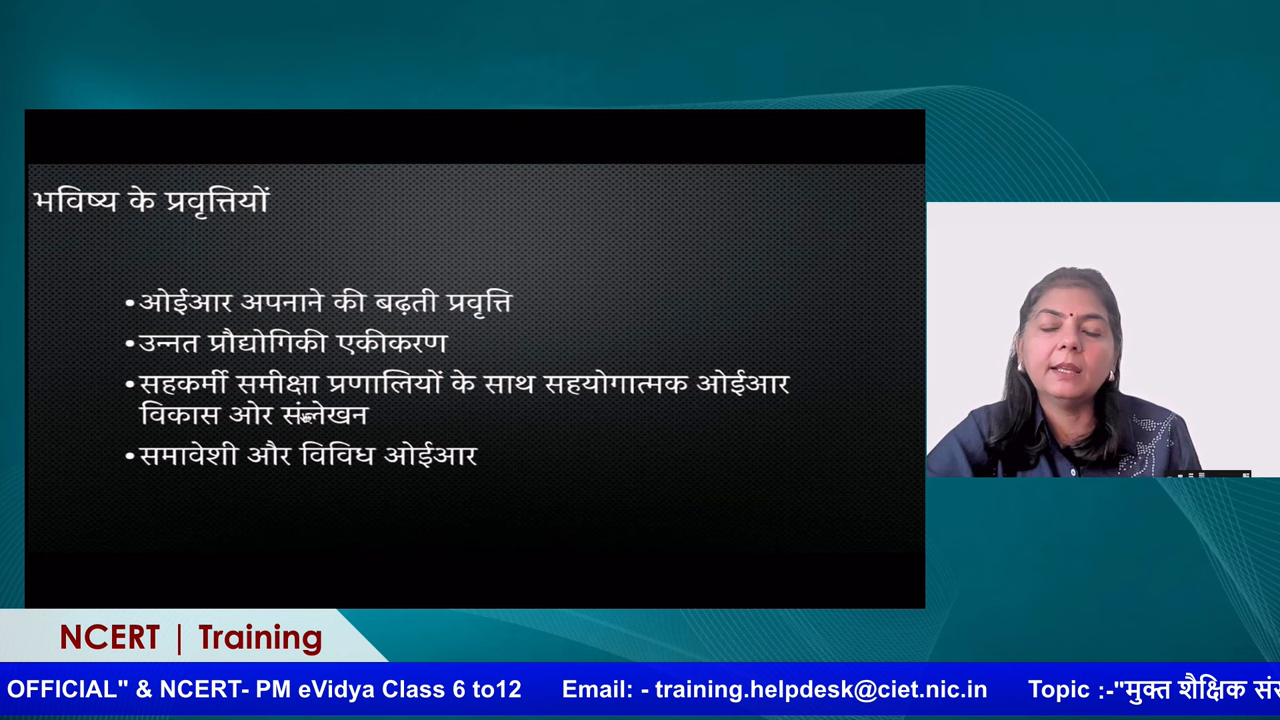 भविष्य के प्रवृत्तियों
•ओईआर अपनाने की बढ़ती प्रवृत्ति
•उन्नत प्रौद्योगिकी एकीकरण
•सहकर्मी समीक्षा प्रणालियों के साथ सहयोगात्मक ओईआर
विकास ओर
•समावेशी और विविध ओईआर
NCERT | Training
OFFICIAL" & NCERT- PM eVidya Class 6 to12 Email: - training.helpdesk@ciet.nic.in Topic :-"मुक्त शैक्षिक